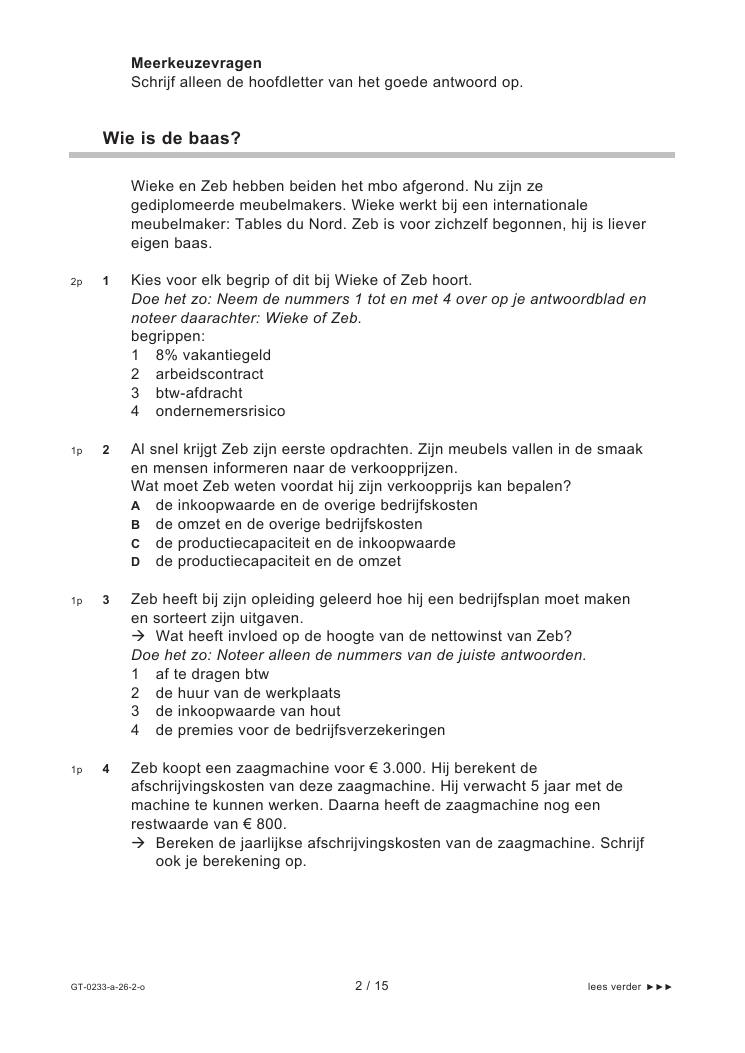 Meerkeuzevragen
Schrijf alleen de hoofdletter van het goede antwoord op.
Wie is de baas?
Wieke en Zeb hebben beiden het mbo afgerond. Nu zijn ze
gediplomeerde meubelmakers. Wieke werkt bij een internationale
meubelmaker: Tables du Nord. Zeb is voor zichzelf begonnen, hij is liever
eigen baas.
2p 1 Kies voor elk begrip of dit bij Wieke of Zeb hoort.
Doe het zo: Neem de nummers 1 tot en met 4 over op je antwoordblad en
noteer daarachter: Wieke of Zeb.
begrippen:
1 8% vakantiegeld
2 arbeidscontract
3 btw-afdracht
4 ondernemersrisico
1p 2 Al snel krijgt Zeb zijn eerste opdrachten. Zijn meubels vallen in de smaak
en mensen informeren naar de verkoopprijzen.
Wat moet Zeb weten voordat hij zijn verkoopprijs kan bepalen?
A de inkoopwaarde en de overige bedrijfskosten
B de omzet en de overige bedrijfskosten
C de productiecapaciteit en de inkoopwaarde
D de productiecapaciteit en de omzet
1p 3 Zeb heeft bij zijn opleiding geleerd hoe hij een bedrijfsplan moet maken
en sorteert zijn uitgaven.
→ Wat heeft invloed op de hoogte van de nettowinst van Zeb?
Doe het zo: Noteer alleen de nummers van de juiste antwoorden.
1 af te dragen btw
2 de huur van de werkplaats
3 de inkoopwaarde van hout
4 de premies voor de bedrijfsverzekeringen
1p 4 Zeb koopt een zaagmachine voor € 3.000. Hij berekent de
afschrijvingskosten van deze zaagmachine. Hij verwacht 5 jaar met de
machine te kunnen werken. Daarna heeft de zaagmachine nog een
restwaarde van € 800.
→ Bereken de jaarlijkse afschrijvingskosten van de zaagmachine. Schrijf
ook je berekening op.
GT-0233-a-26-2-o 2 / 15 lees verder ►►►